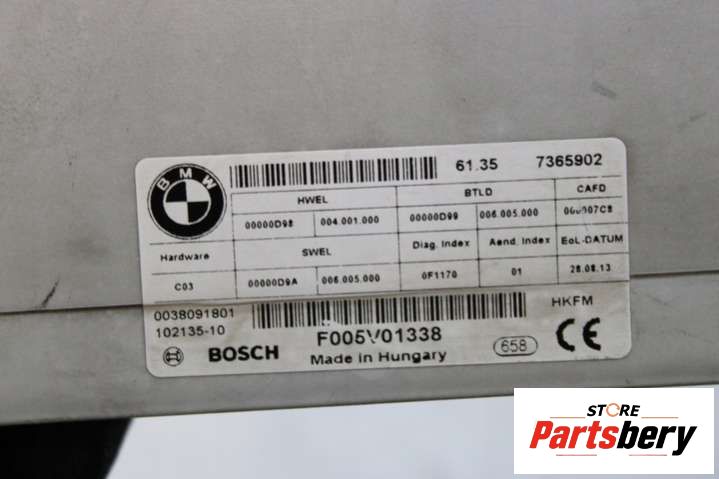 BMW
61.35 7365902
HWEL BTLD CAFD
00000D98 004.001.000 00000D99 006.005.000
Hardware SWEL Diag. Index Aend. Index EoL-DATUM
C03 00000D9A 006.005.000 0F1170 01 28.08.13
0038091801 HKFM
102135-10
BOSCH F005V01338 658 CE
Made in Hungary
STORE
Partsbery